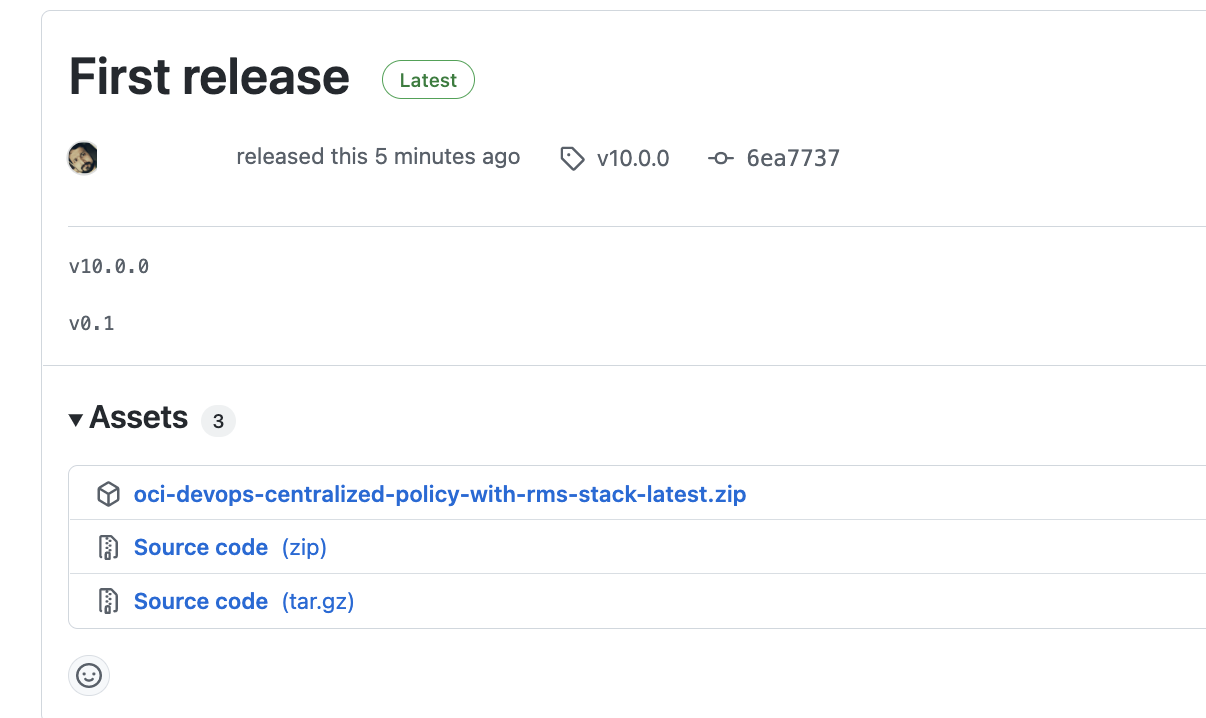 First release Latest
released this 5 minutes ago v10.0.0 6ea7737
v10.0.0
v0.1
Assets 3
oci-devops-centralized-policy-with-rms-stack-latest.zip
Source code (zip)
Source code (tar.gz)